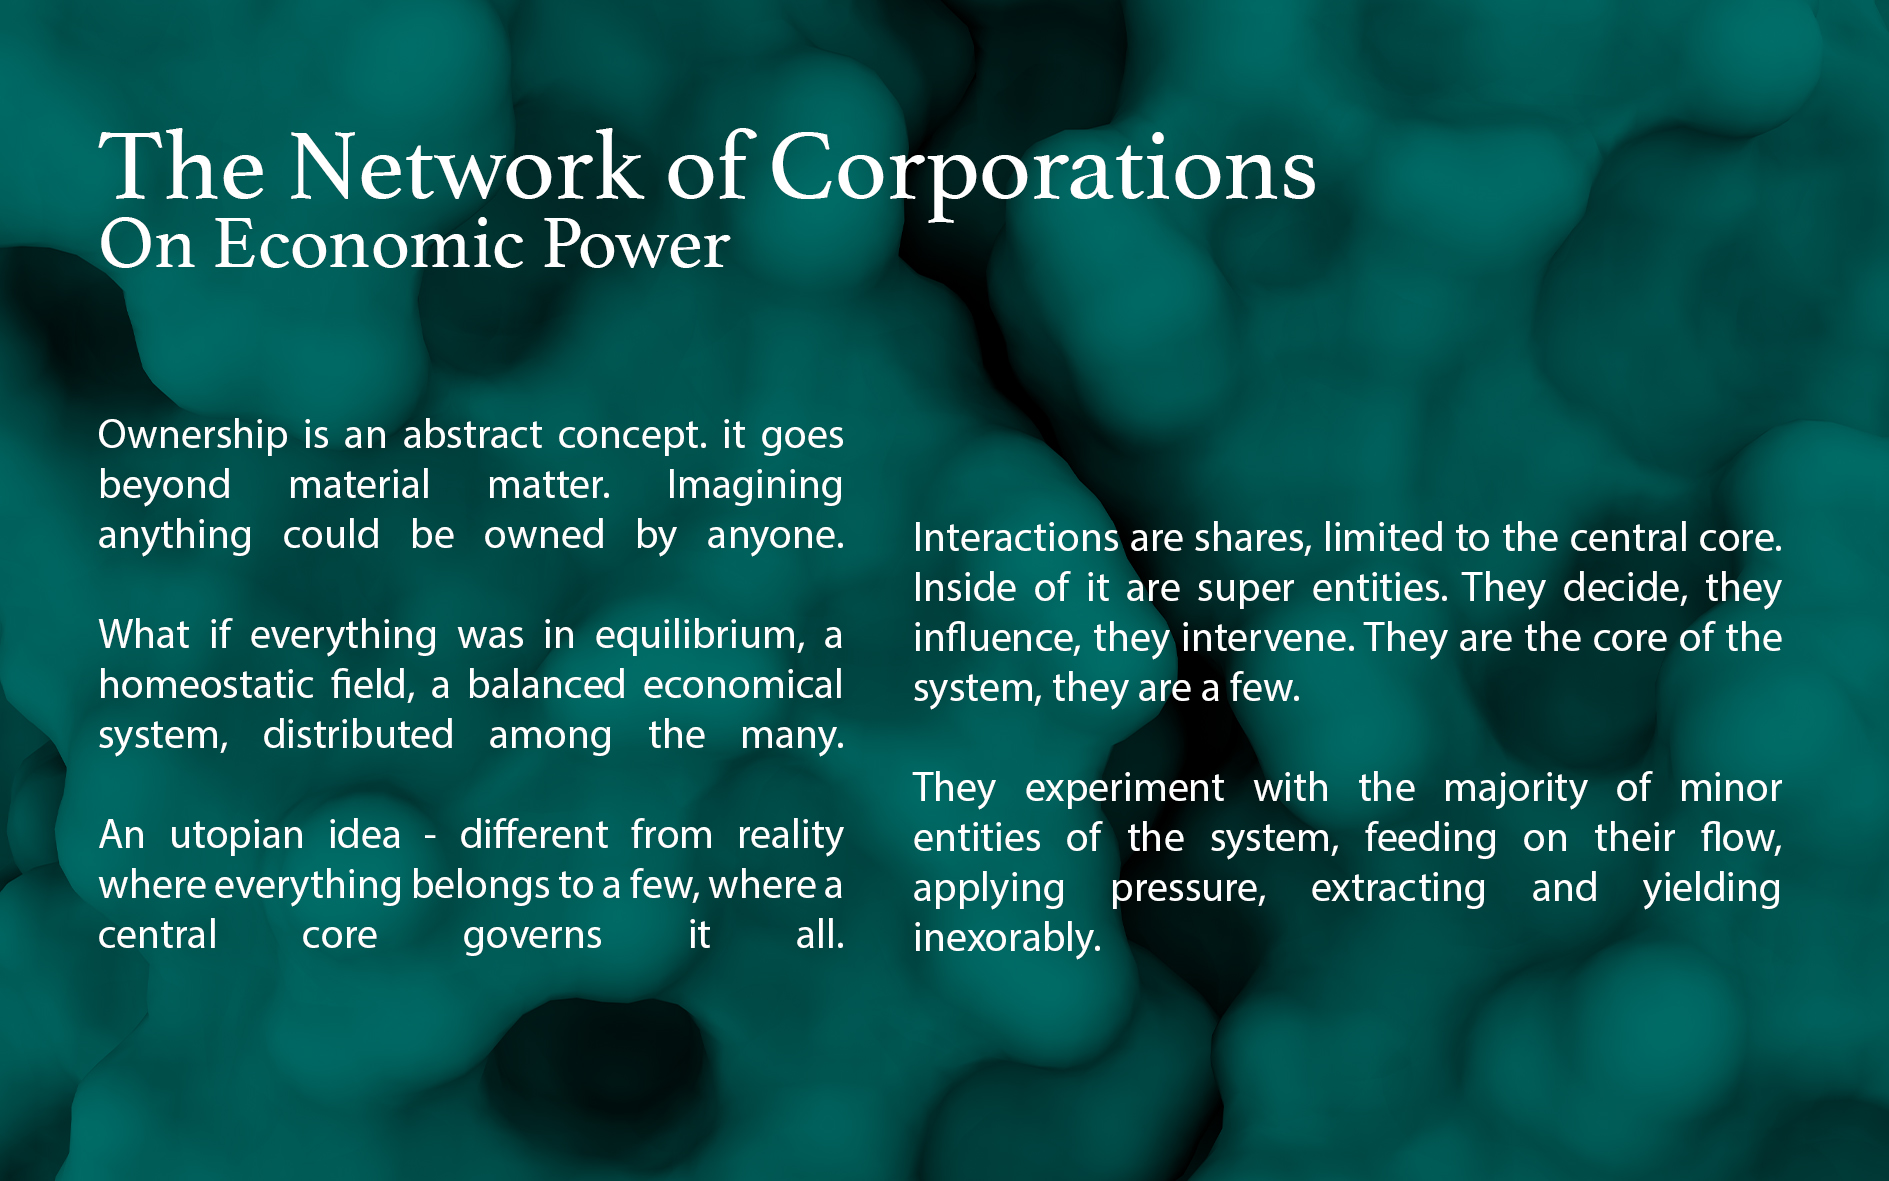 The Network of Corporations
On Economic Power
Ownership is an abstract concept. it goes
beyond material matter. Imagining
anything could be owned by anyone.
What if everything was in equilibrium, a
homeostatic field, a balanced economical
system, distributed among the many.
An utopian idea - different from reality
where everything belongs to a few, where a
central core governs it all.
Interactions are shares, limited to the central core.
Inside of it are super entities. They decide, they
influence, they intervene. They are the core of the
system, they are a few.
They experiment with the majority of minor
entities of the system, feeding on their flow,
applying pressure, extracting and yielding
inexorably.